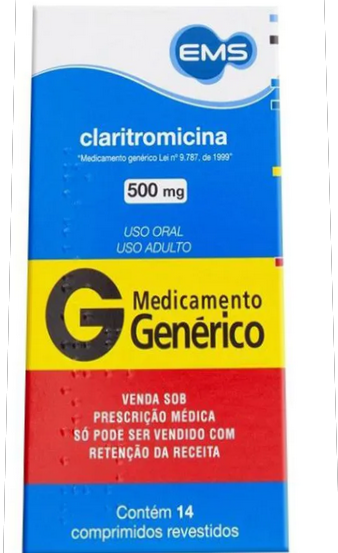 EMS
claritromicina
"Medicamento genérico Lei nº 9.787, de 1999"
500 mg
USO ORAL
USO ADULTO
G Medicamento
Genérico
VENDA SOB
PRESCRIÇÃO MÉDICA
SÓ PODE SER VENDIDO COM
RETENÇÃO DA RECEITA
Contém 14
comprimidos revestidos